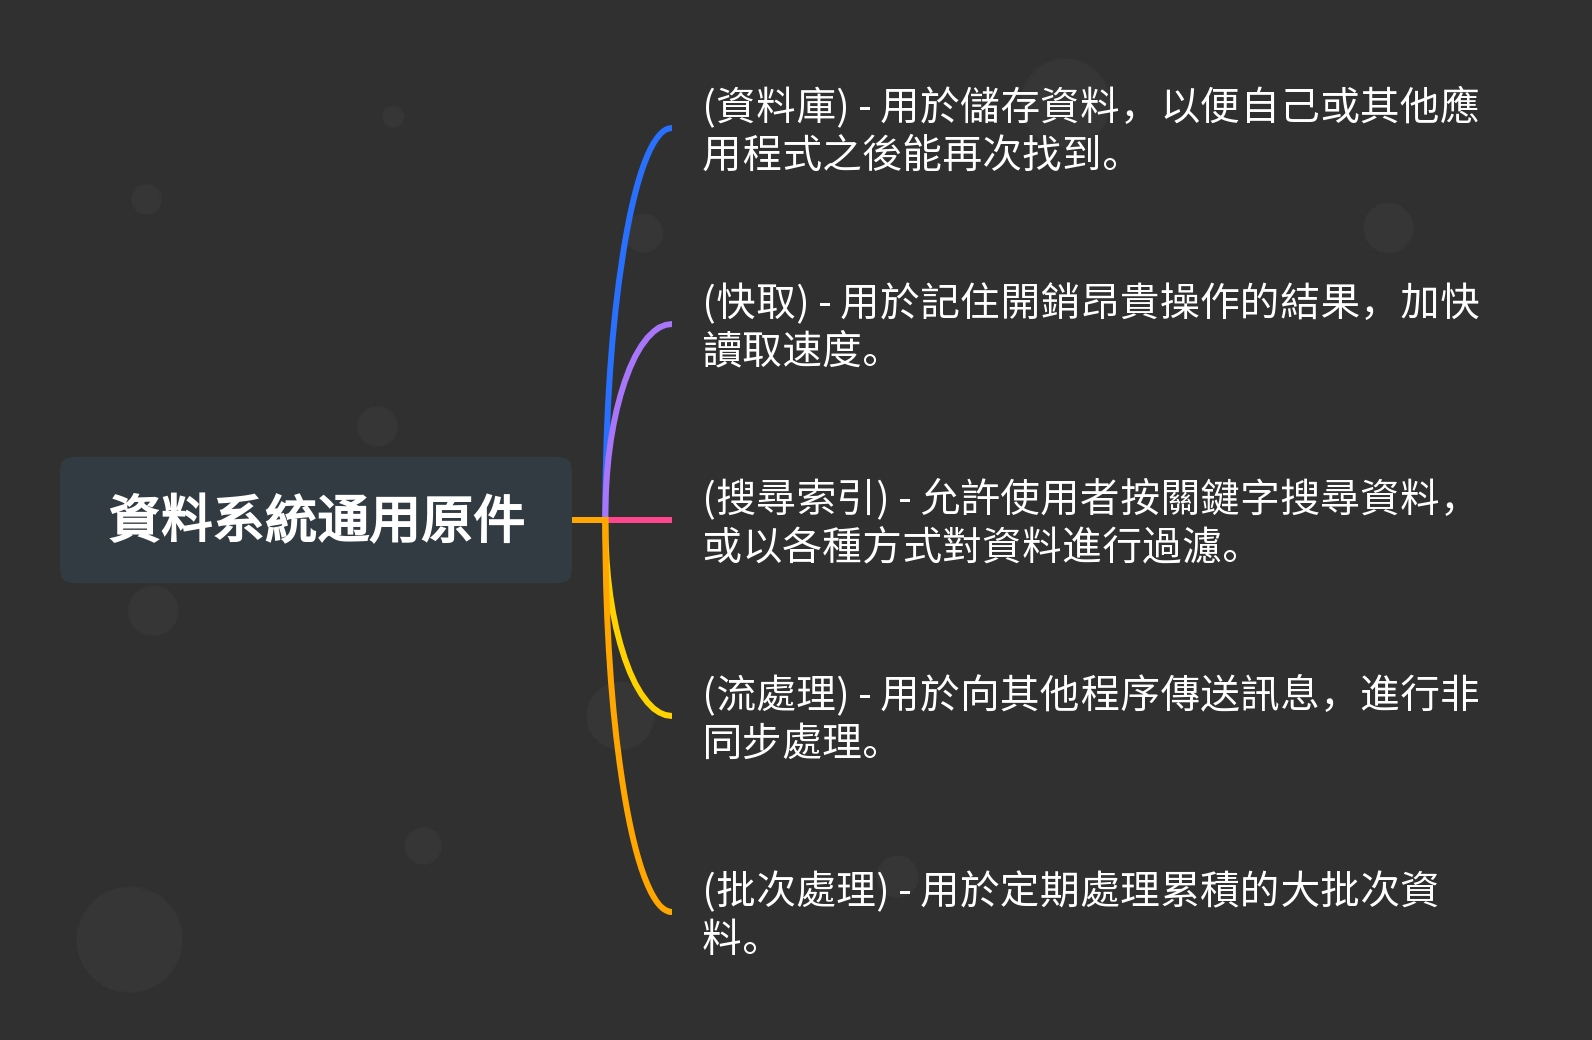 資料系統通用原件
(資料庫) - 用於儲存資料，以便自己或其他應
用程式之後能再次找到。
(快取) - 用於記住開銷昂貴操作的結果，加快
讀取速度。
(搜尋索引) - 允許使用者按關鍵字搜尋資料，
或以各種方式對資料進行過濾。
(流處理) - 用於向其他程序傳送訊息，進行非
同步處理。
(批次處理) - 用於定期處理累積的大批次資
料。